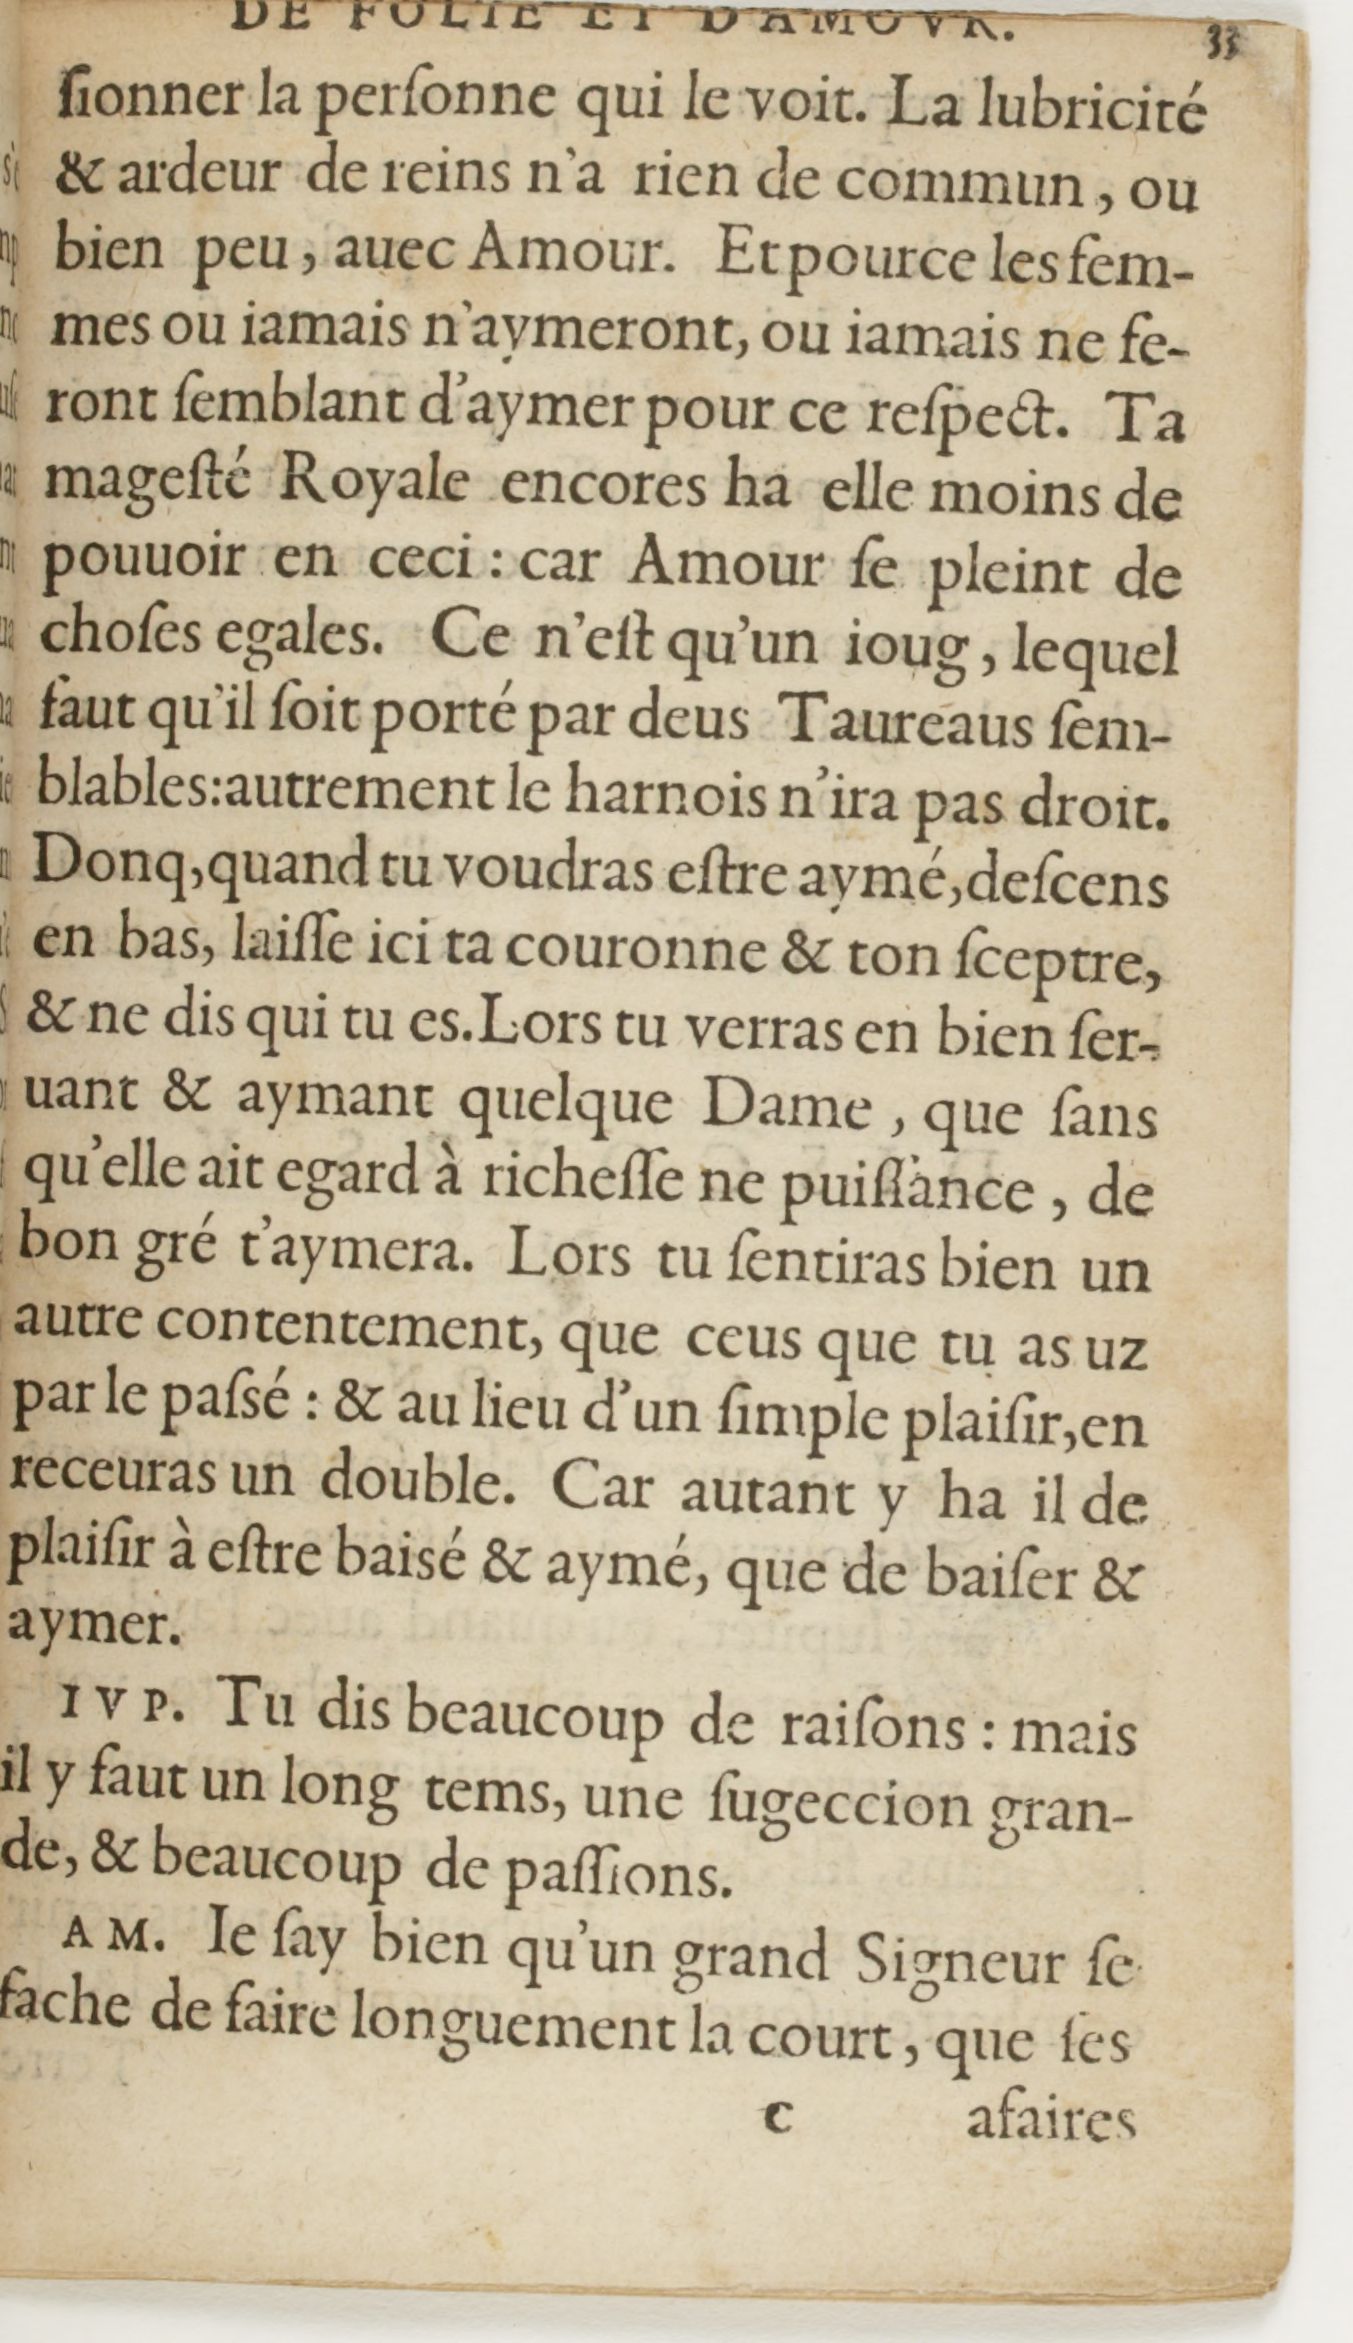 DE FOLIE ET D'AMOVR. 33
ſionner la perſonne qui le voit. La lubricité
& ardeur de reins n'a rien de commun, ou
bien peu, auec Amour. Et pource les fem-
mes ou iamais n'aymeront, ou iamais ne fe-
ront ſemblant d'aymer pour ce reſpect. Ta
mageſté Royale encores ha elle moins de
pouuoir en ceci : car Amour ſe pleint de
choſes egales. Ce n'eſt qu'un ioug, lequel
faut qu'il ſoit porté par deus Taureaus ſem-
blables: autrement le harnois n'ira pas droit.
Donq, quand tu voudras eſtre aymé, deſcens
en bas, laiſſe ici ta couronne & ton ſceptre,
& ne dis qui tu es. Lors tu verras en bien ſer-
uant & aymant quelque Dame, que ſans
qu'elle ait egard à richeſſe ne puiſſance, de
bon gré t'aymera. Lors tu ſentiras bien un
autre contentement, que ceus que tu as uz
par le paſsé : & au lieu d'un ſimple plaiſir, en
receuras un double. Car autant y ha il de
plaiſir à eſtre baisé & aymé, que de baiſer &
aymer.
IVP. Tu dis beaucoup de raiſons : mais
il y faut un long tems, une ſugeccion gran-
de, & beaucoup de paſſions.
AM. Ie ſay bien qu'un grand Signeur ſe
fache de faire longuement la court, que ſes
c afaires